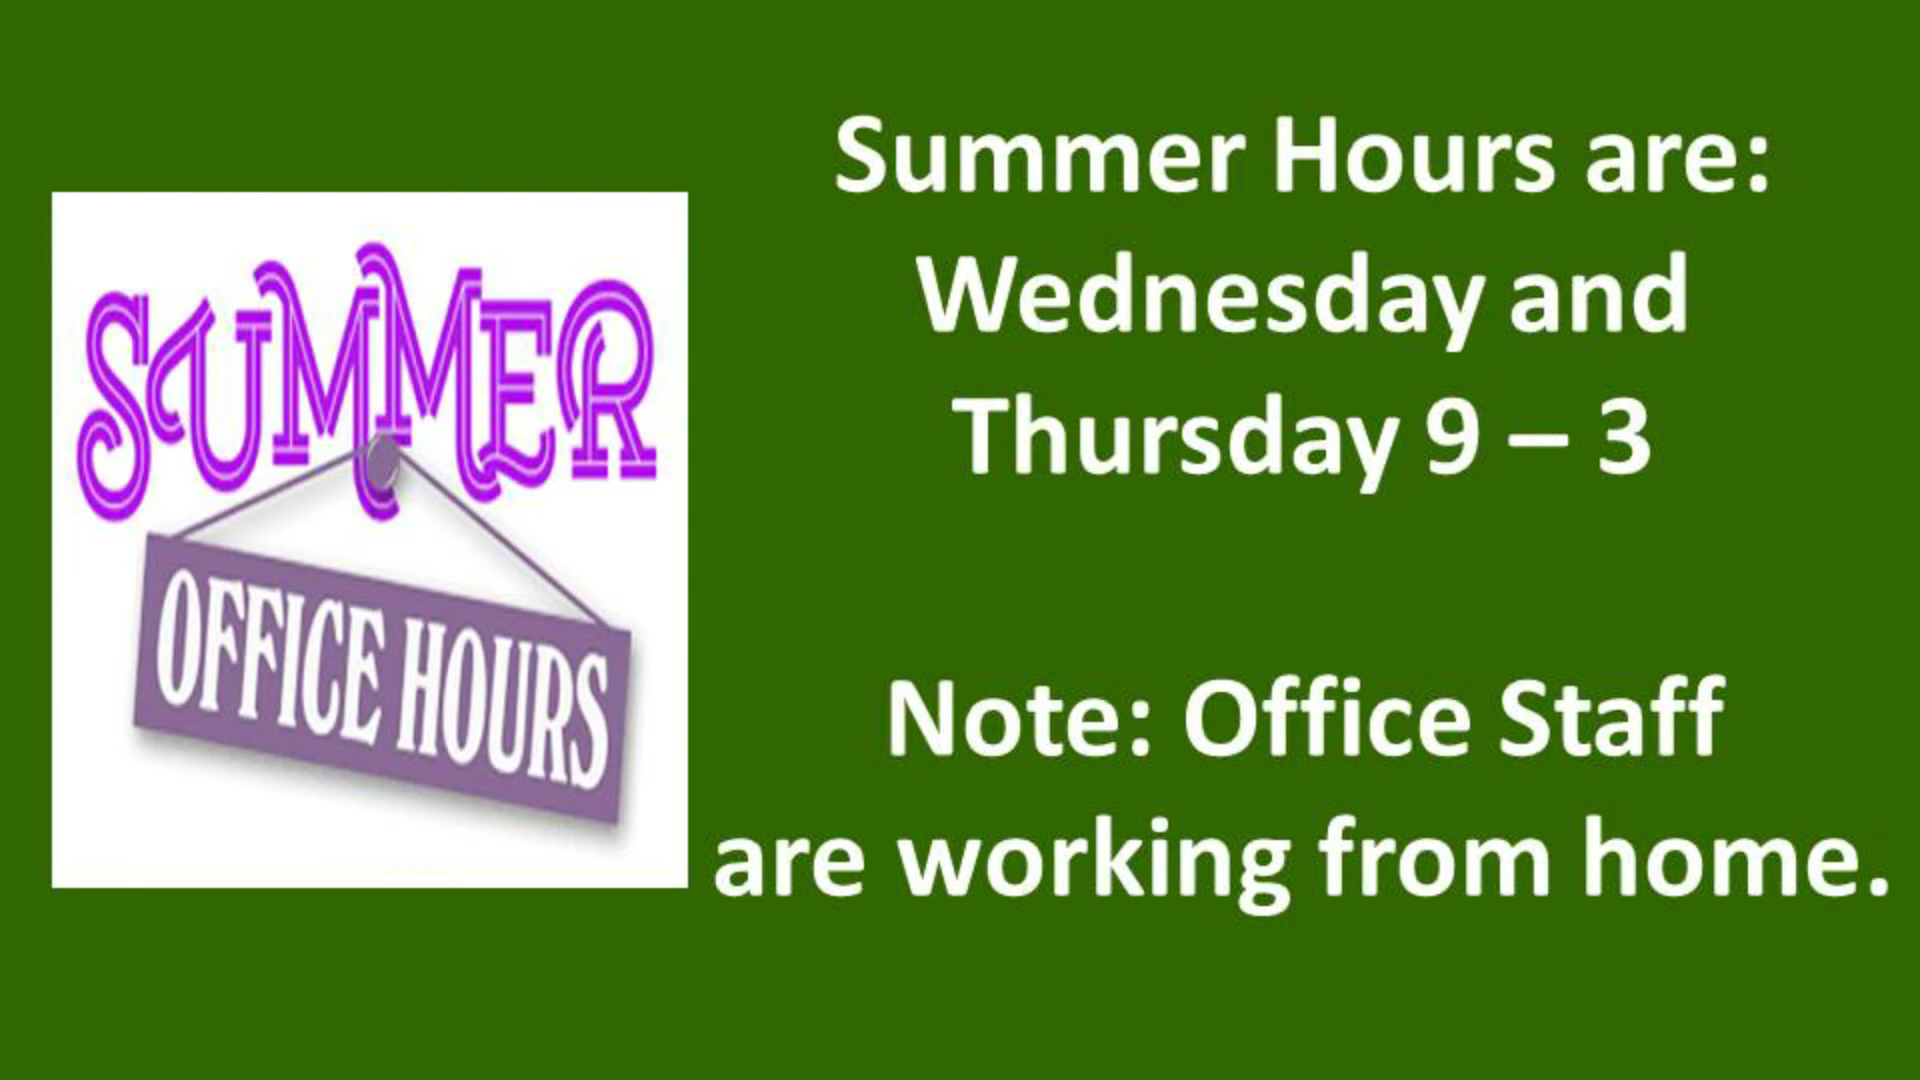 SUMMER
OFFICE HOURS
Summer Hours are:
Wednesday and
Thursday 9 – 3
Note: Office Staff
are working from home.